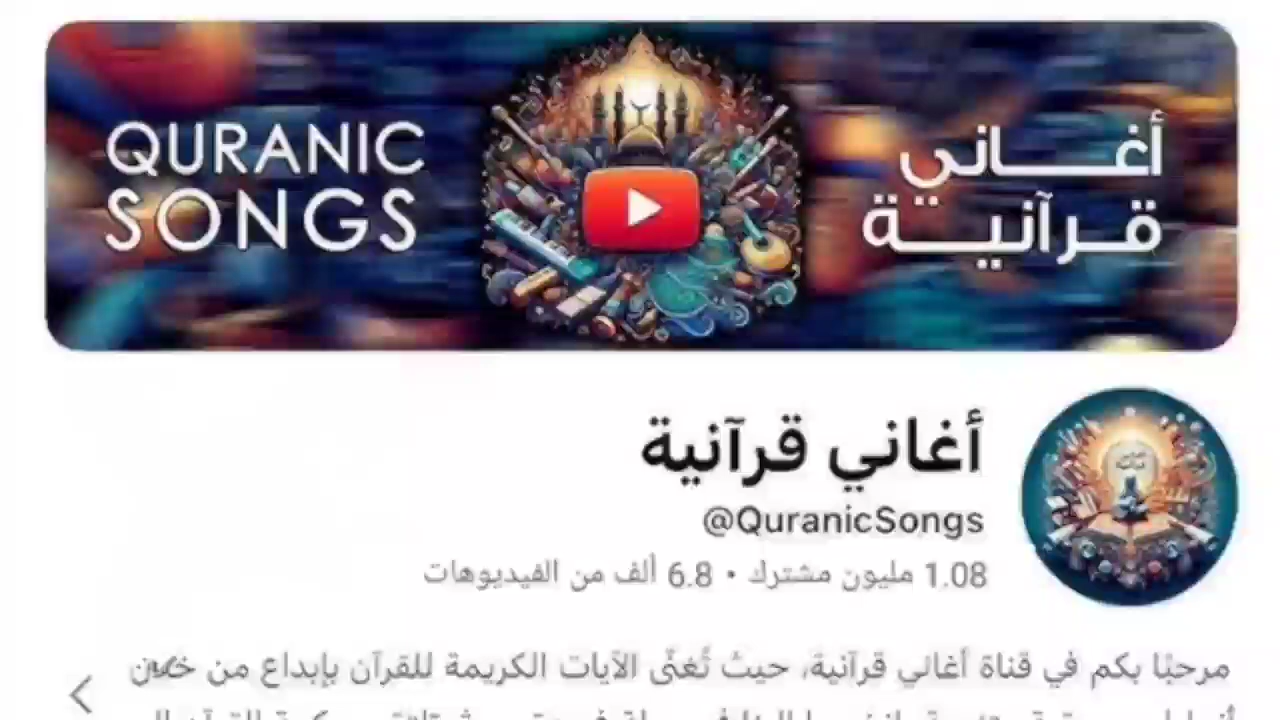 QURANIC
SONGS
أغاني
قرآنية
أغاني قرآنية
@QuranicSongs
1.08 مليون مشترك • 6.8 ألف من الفيديوهات
مرحبًا بكم في قناة أغاني قرآنية، حيث تُغنّى الآيات الكريمة للقرآن بإبداع من خلال